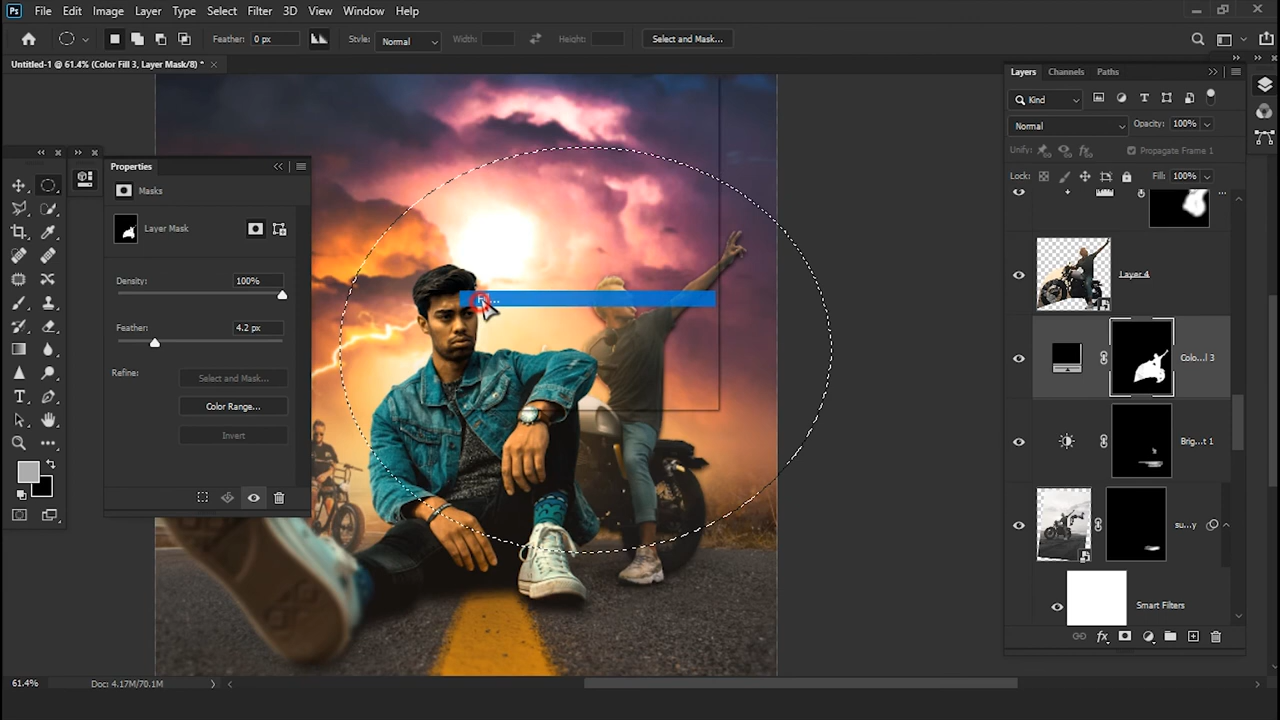 Ps File Edit Image Layer Type Select Filter 3D View Window Help
Feather: 0 px Style: Normal Width: Height: Select and Mask...
Untitled-1 @ 61.4% (Color Fill 3, Layer Mask/8) *
Layers Channels Paths
Kind
Normal Opacity: 100%
Unify: Propagate Frame 1
Lock: Fill: 100%
Properties
Masks
Layer Mask
Density: 100%
Feather: 4.2 px
Refine: Select and Mask...
Color Range...
Invert
Layer 4
Colo...l 3
Brig...t 1
su...y
Smart Filters
61.4% Doc: 4.17M/70.1M